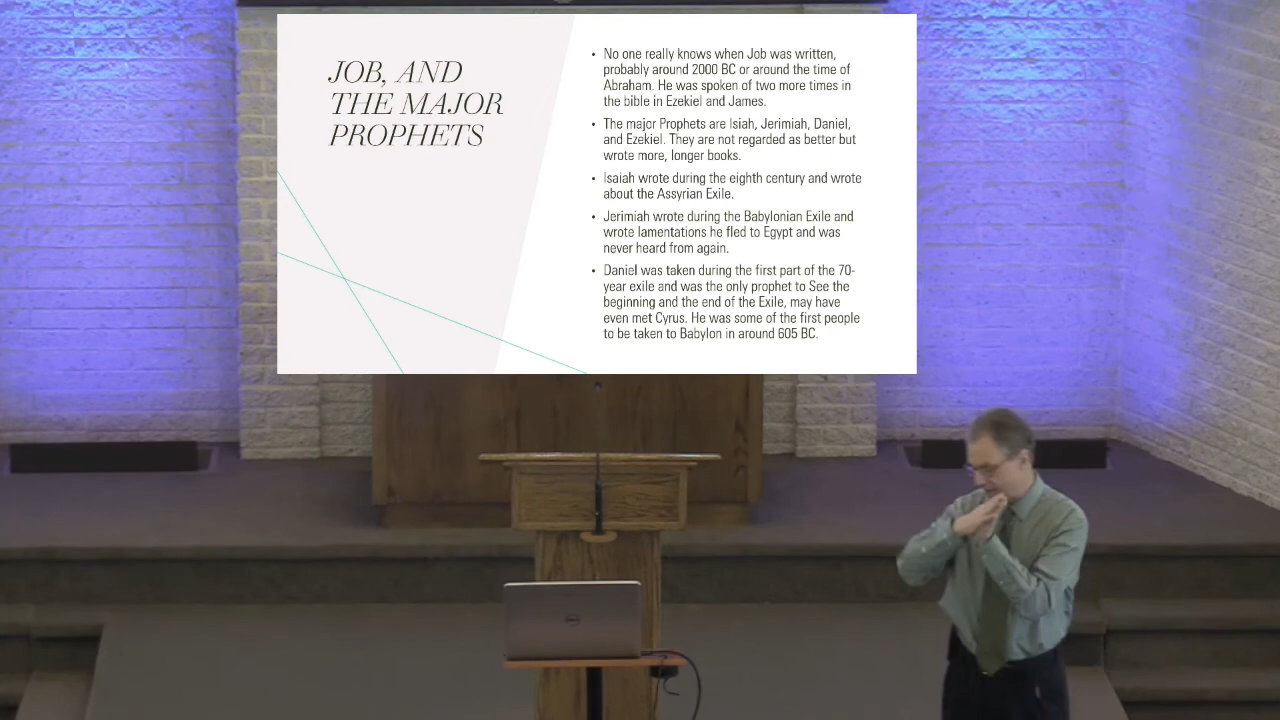 JOB, AND
THE MAJOR
PROPHETS
• No one really knows when Job was written,
probably around 2000 BC or around the time of
Abraham. He was spoken of two more times in
the bible in Ezekiel and James.
• The major Prophets are Isiah, Jerimiah, Daniel,
and Ezekiel. They are not regarded as better but
wrote more, longer books.
• Isaiah wrote during the eighth century and wrote
about the Assyrian Exile.
• Jerimiah wrote during the Babylonian Exile and
wrote lamentations he fled to Egypt and was
never heard from again.
• Daniel was taken during the first part of the 70-
year exile and was the only prophet to See the
beginning and the end of the Exile, may have
even met Cyrus. He was some of the first people
to be taken to Babylon in around 605 BC.
DELL